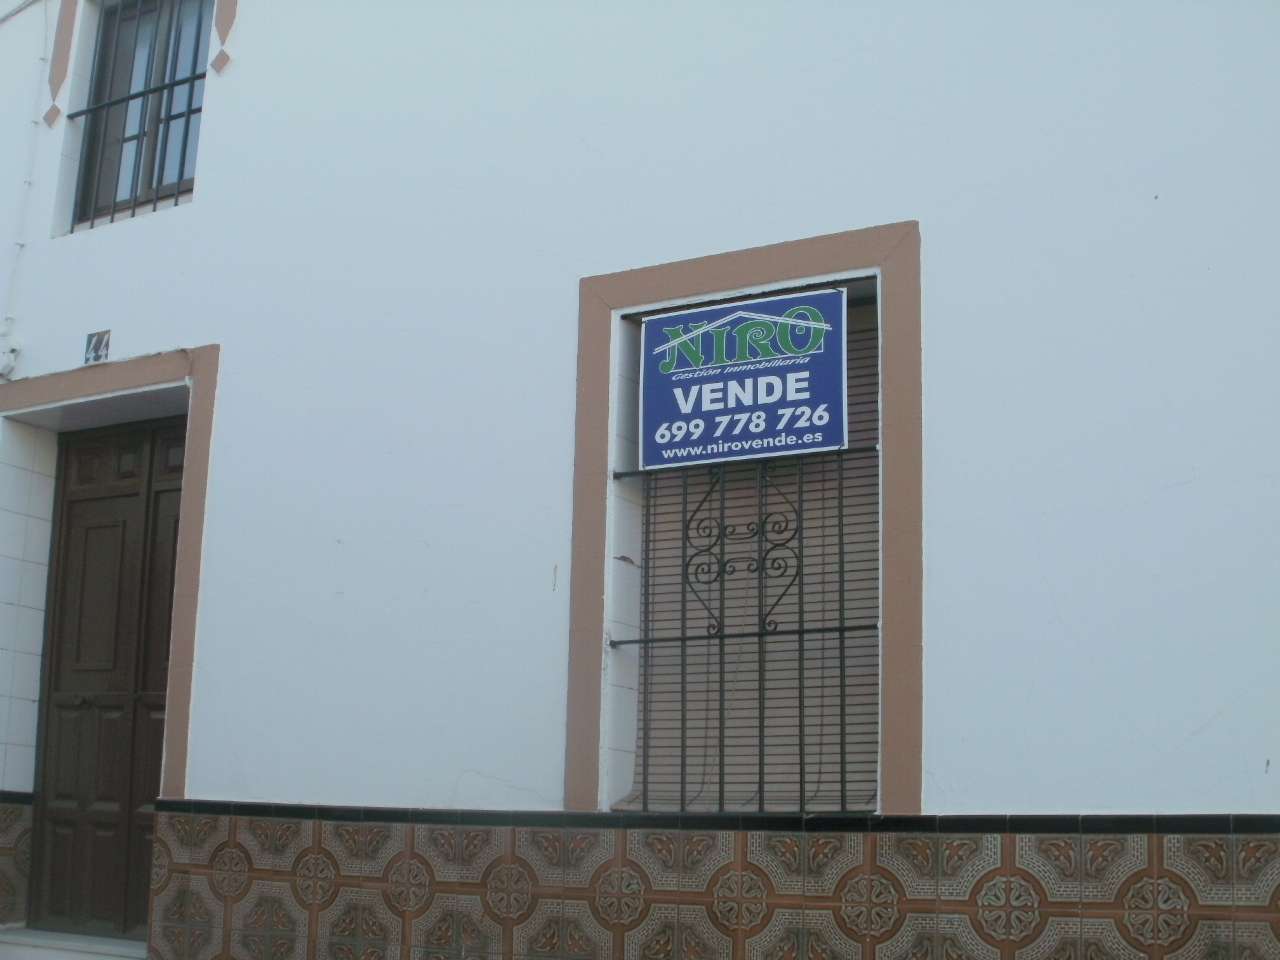 44
NIRO
Gestión Inmobiliaria
VENDE
699 778 726
www.nirovende.es